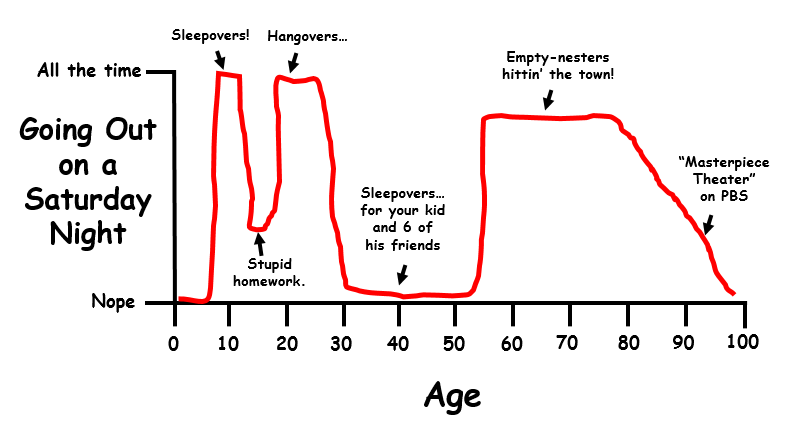 Sleepovers!
Hangovers...
Empty-nesters
hittin' the town!
All the time
Going Out
on a
Saturday
Night
"Masterpiece
Theater"
on PBS
Sleepovers...
for your kid
and 6 of
his friends
Stupid
homework.
Nope
0 10 20 30 40 50 60 70 80 90 100
Age